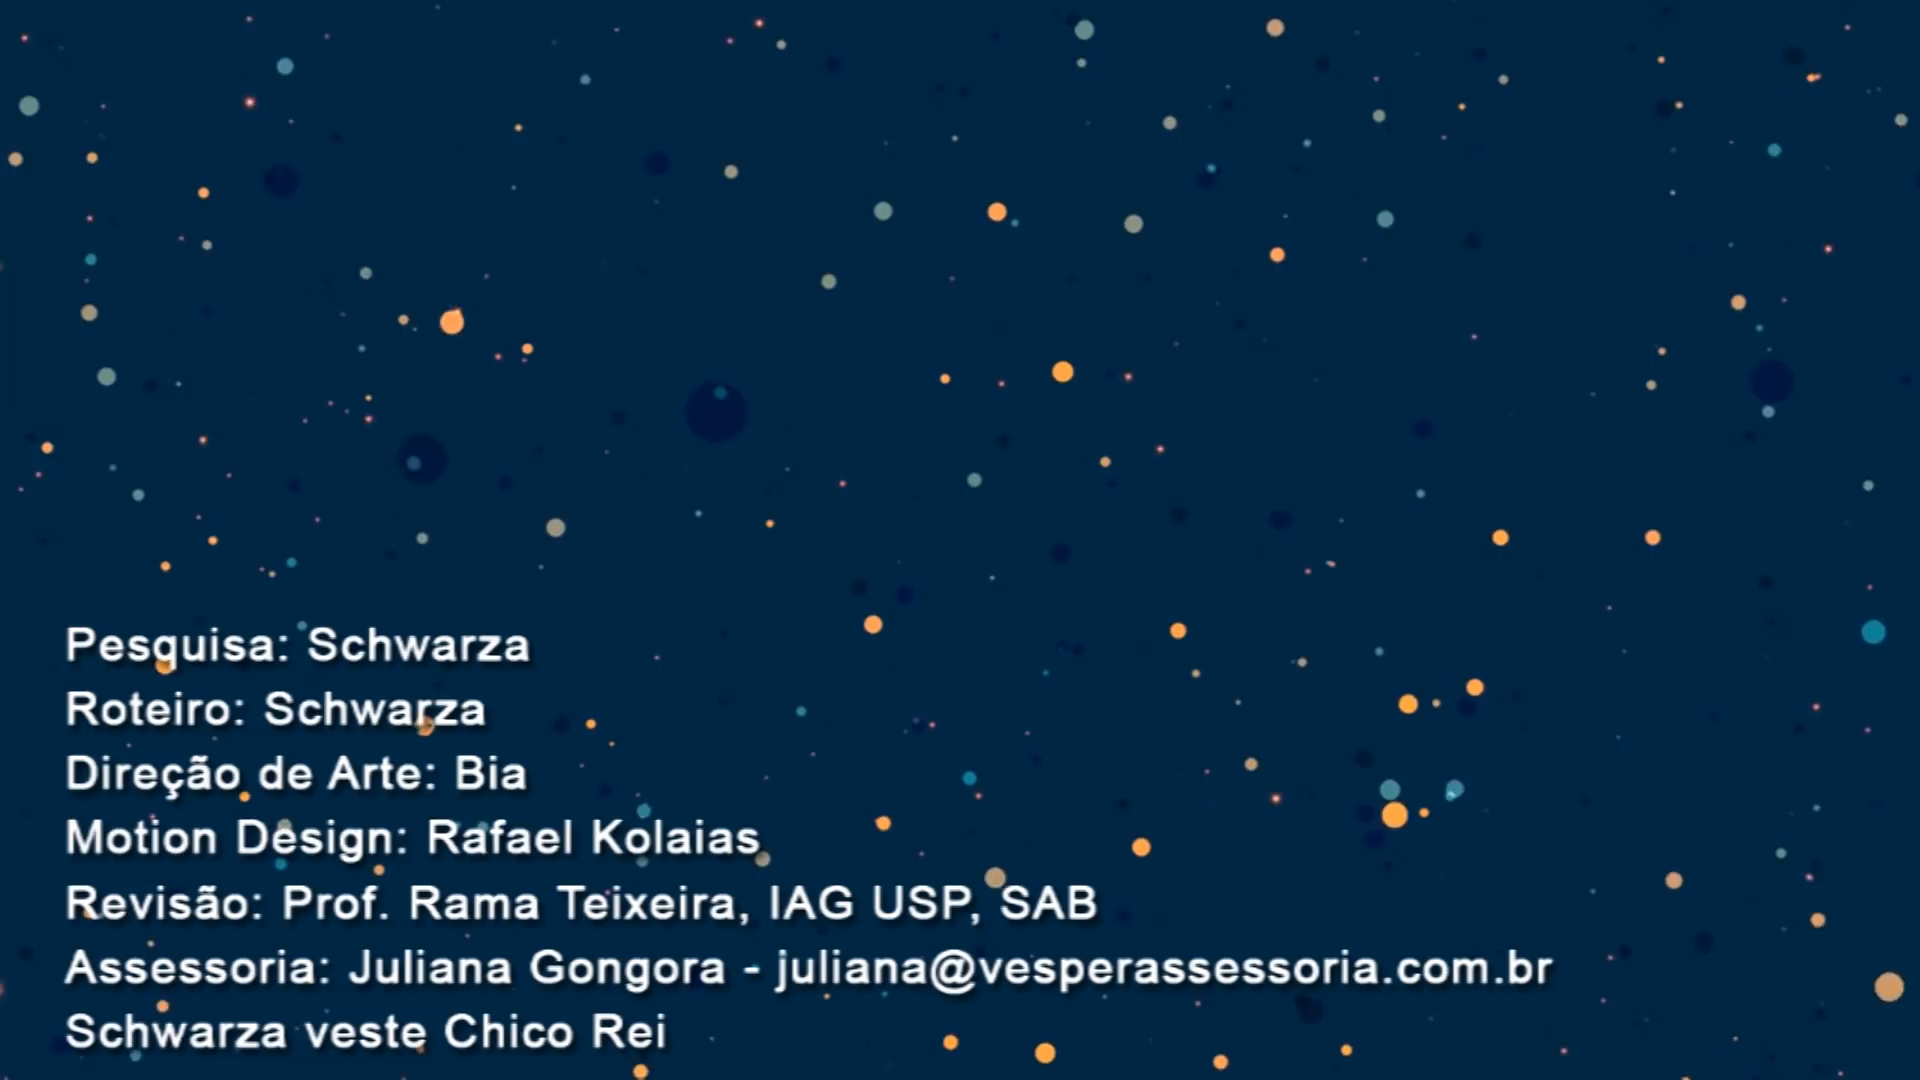 Pesquisa: Schwarza
Roteiro: Schwarza
Direção de Arte: Bia
Motion Design: Rafael Kolaias
Revisão: Prof. Rama Teixeira, IAG USP, SAB
Assessoria: Juliana Gongora - juliana@vesperassessoria.com.br
Schwarza veste Chico Rei